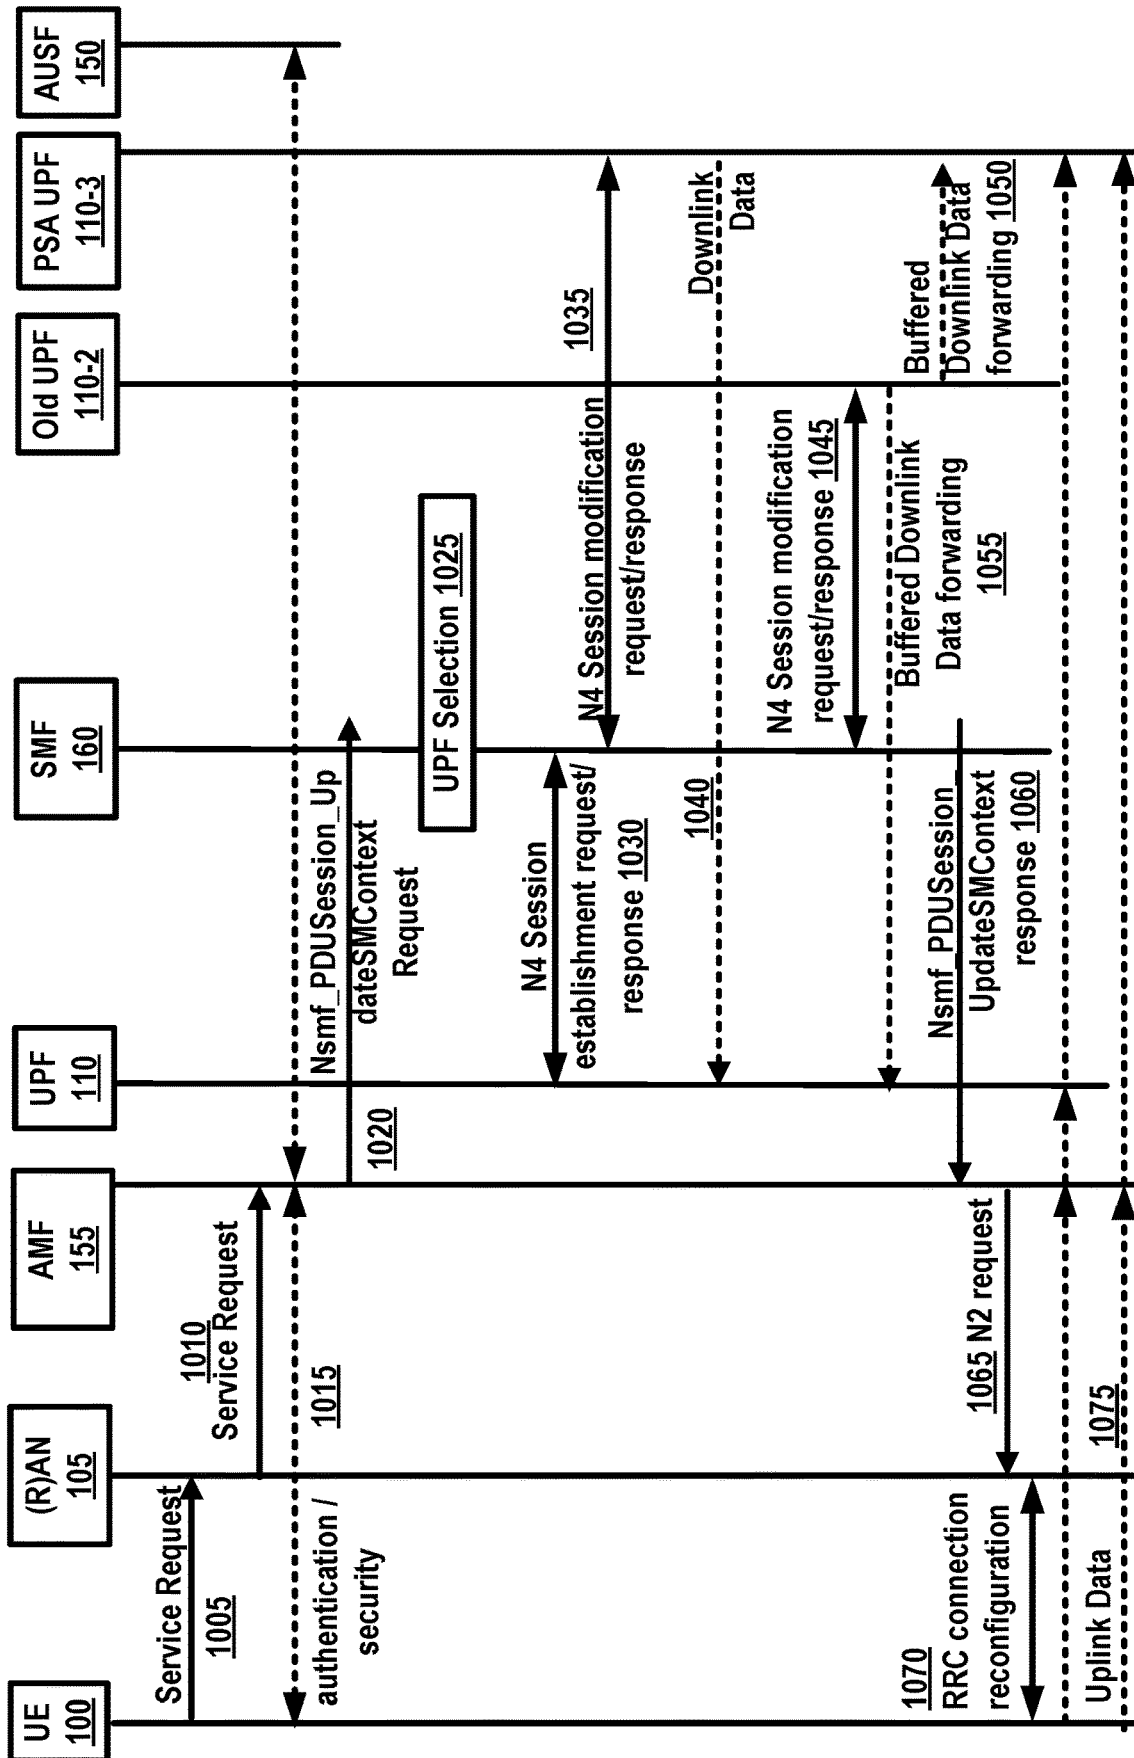 UE
100
(R)AN
105
AMF
155
UPF
110
SMF
160
Old UPF
110-2
PSA UPF
110-3
AUSF
150
Service Request
1005
1010
Service Request
authentication /
security
1015
1020
Nsmf_PDUSession_Up
dateSMContext
Request
UPF Selection 1025
N4 Session
establishment request/
response 1030
N4 Session modification
request/response
1035
1040
Downlink
Data
N4 Session modification
request/response 1045
Buffered
Downlink Data
forwarding 1050
Buffered Downlink
Data forwarding
1055
Nsmf_PDUSession_
UpdateSMContext
response 1060
1065 N2 request
1070
RRC connection
reconfiguration
Uplink Data
1075